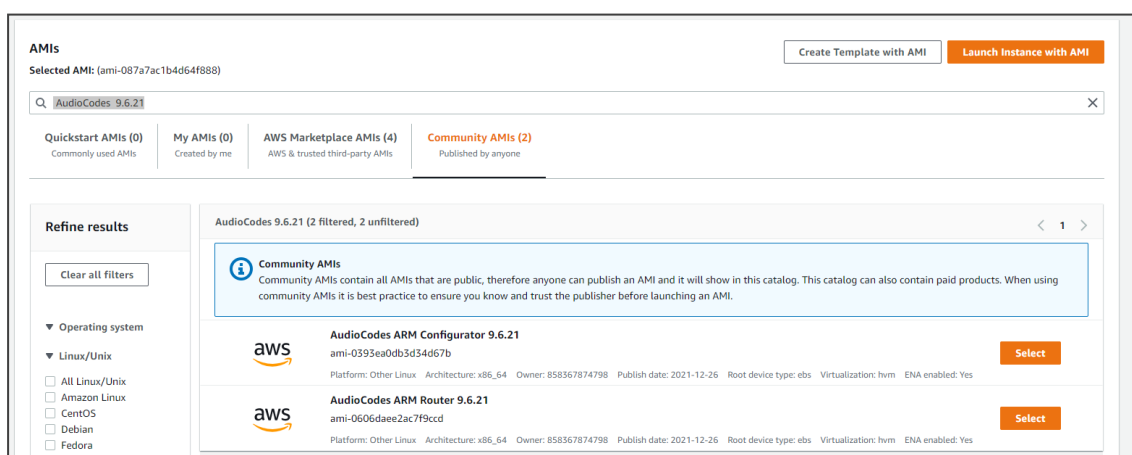 AMIs
Create Template with AMI
Launch Instance with AMI
Selected AMI: (ami-087a7ac1b4d64f888)
AudioCodes 9.6.21
Quickstart AMIs (0)
Commonly used AMIs
My AMIs (0)
Created by me
AWS Marketplace AMIs (4)
AWS & trusted third-party AMIs
Community AMIs (2)
Published by anyone
Refine results
Clear all filters
Operating system
Linux/Unix
All Linux/Unix
Amazon Linux
CentOS
Debian
Fedora
AudioCodes 9.6.21 (2 filtered, 2 unfiltered)
1
Community AMIs
Community AMIs contain all AMIs that are public, therefore anyone can publish an AMI and it will show in this catalog. This catalog can also contain paid products. When using
community AMIs it is best practice to ensure you know and trust the publisher before launching an AMI.
aws
AudioCodes ARM Configurator 9.6.21
ami-0393ea0db3d34d67b
Platform: Other Linux Architecture: x86_64 Owner: 858367874798 Publish date: 2021-12-26 Root device type: ebs Virtualization: hvm ENA enabled: Yes
Select
aws
AudioCodes ARM Router 9.6.21
ami-0606daee2ac7f9ccd
Platform: Other Linux Architecture: x86_64 Owner: 858367874798 Publish date: 2021-12-26 Root device type: ebs Virtualization: hvm ENA enabled: Yes
Select